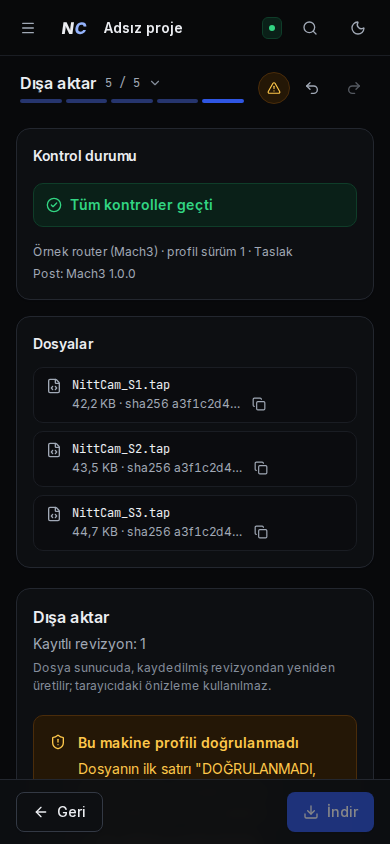 NC Adsız proje
Dışa aktar 5 / 5
Kontrol durumu
Tüm kontroller geçti
Örnek router (Mach3) · profil sürüm 1 · Taslak
Post: Mach3 1.0.0
Dosyalar
NittCam_S1.tap
42,2 KB · sha256 a3f1c2d4…
NittCam_S2.tap
43,5 KB · sha256 a3f1c2d4…
NittCam_S3.tap
44,7 KB · sha256 a3f1c2d4…
Dışa aktar
Kayıtlı revizyon: 1
Dosya sunucuda, kaydedilmiş revizyondan yeniden
üretilir; tarayıcıdaki önizleme kullanılmaz.
Bu makine profili doğrulanmadı
Dosyanın ilk satırı "DOĞRULANMADI,
Geri İndir